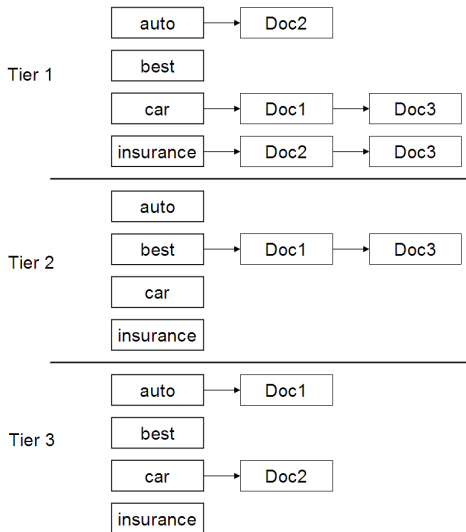 auto Doc2
Tier 1
best
car Doc1 Doc3
insurance Doc2 Doc3
auto
Tier 2
best Doc1 Doc3
car
insurance
auto Doc1
Tier 3
best
car Doc2
insurance